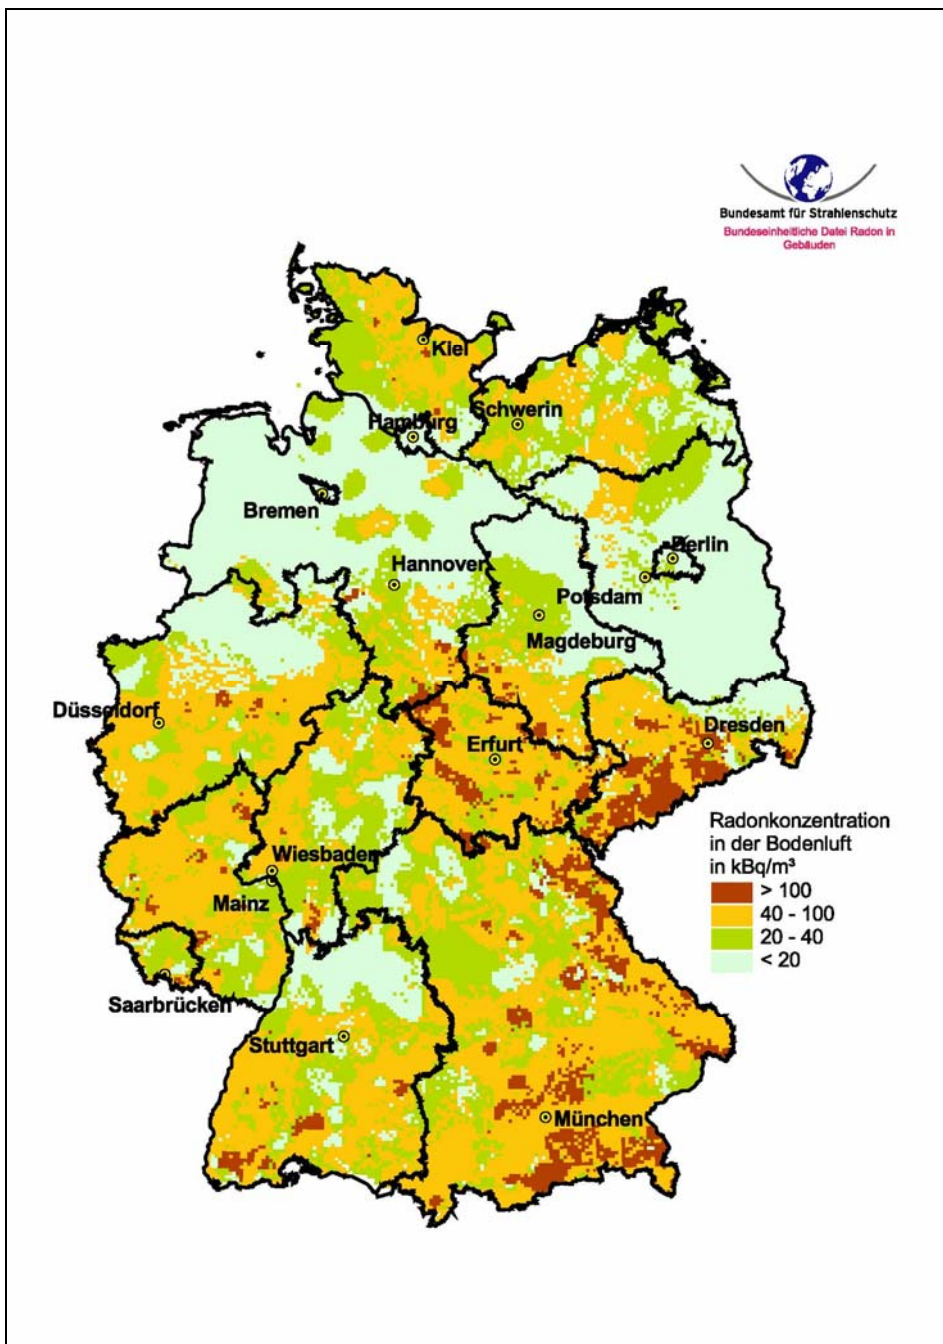 Bundesamt für Strahlenschutz
Bundeseinheitliche Datei Radon in
Gebäuden
Kiel
Schwerin
Hamburg
Bremen
Berlin
Hannover
Potsdam
Magdeburg
Düsseldorf
Dresden
Erfurt
Radonkonzentration
in der Bodenluft
in kBq/m³
> 100
40 - 100
20 - 40
< 20
Wiesbaden
Mainz
Saarbrücken
Stuttgart
München